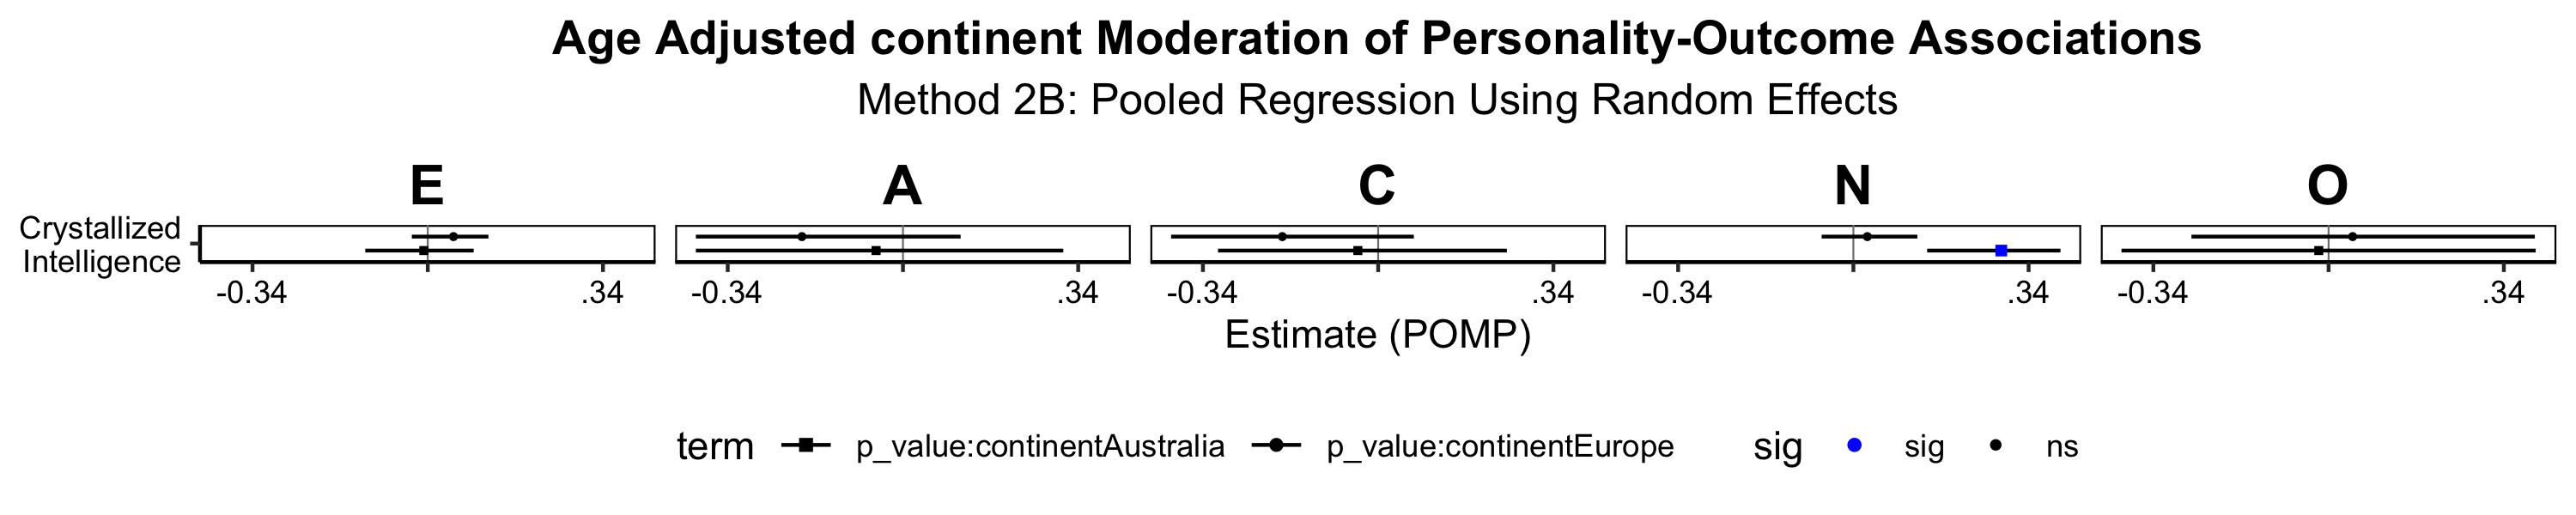 Age Adjusted continent Moderation of Personality-Outcome Associations
Method 2B: Pooled Regression Using Random Effects
E A C N O
Crystallized
Intelligence
-0.34 .34 -0.34 .34 -0.34 .34 -0.34 .34 -0.34 .34
Estimate (POMP)
term p_value:continentAustralia p_value:continentEurope sig sig ns